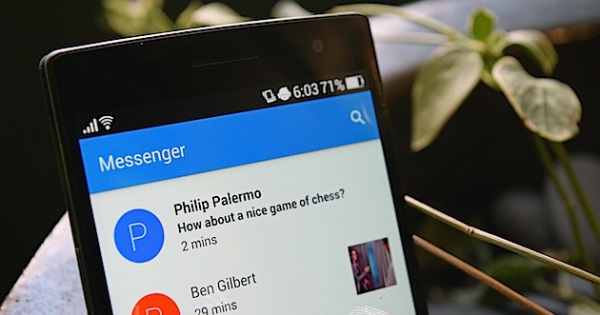 6:03 71%
Messenger
P
Philip Palermo
How about a nice game of chess?
2 mins
Ben Gilbert
29 mins